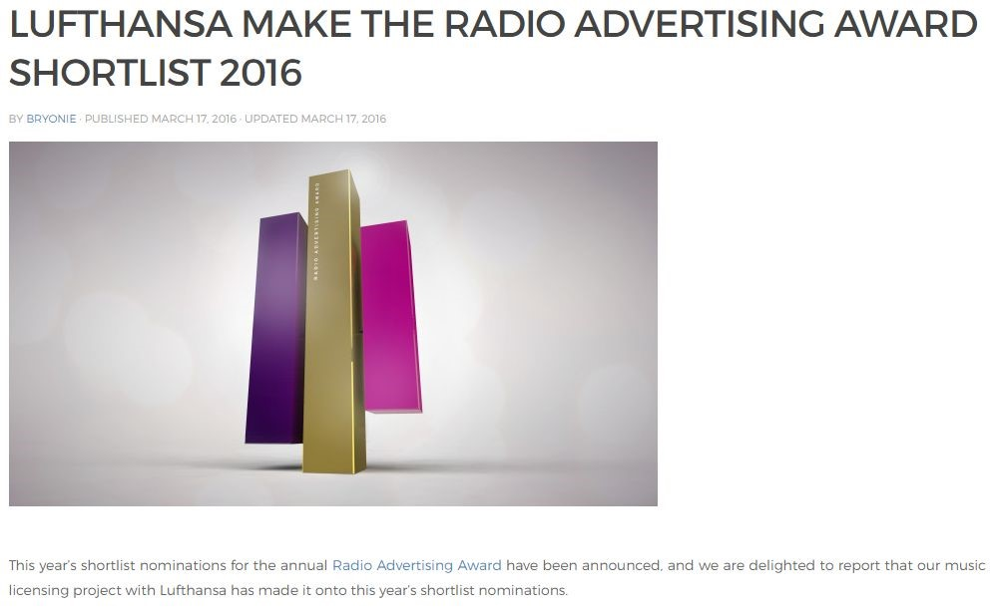 LUFTHANSA MAKE THE RADIO ADVERTISING AWARD
SHORTLIST 2016
BY BRYONIE · PUBLISHED MARCH 17, 2016 · UPDATED MARCH 17, 2016
RADIO ADVERTISING AWARD
This year's shortlist nominations for the annual Radio Advertising Award have been announced, and we are delighted to report that our music
licensing project with Lufthansa has made it onto this year's shortlist nominations.